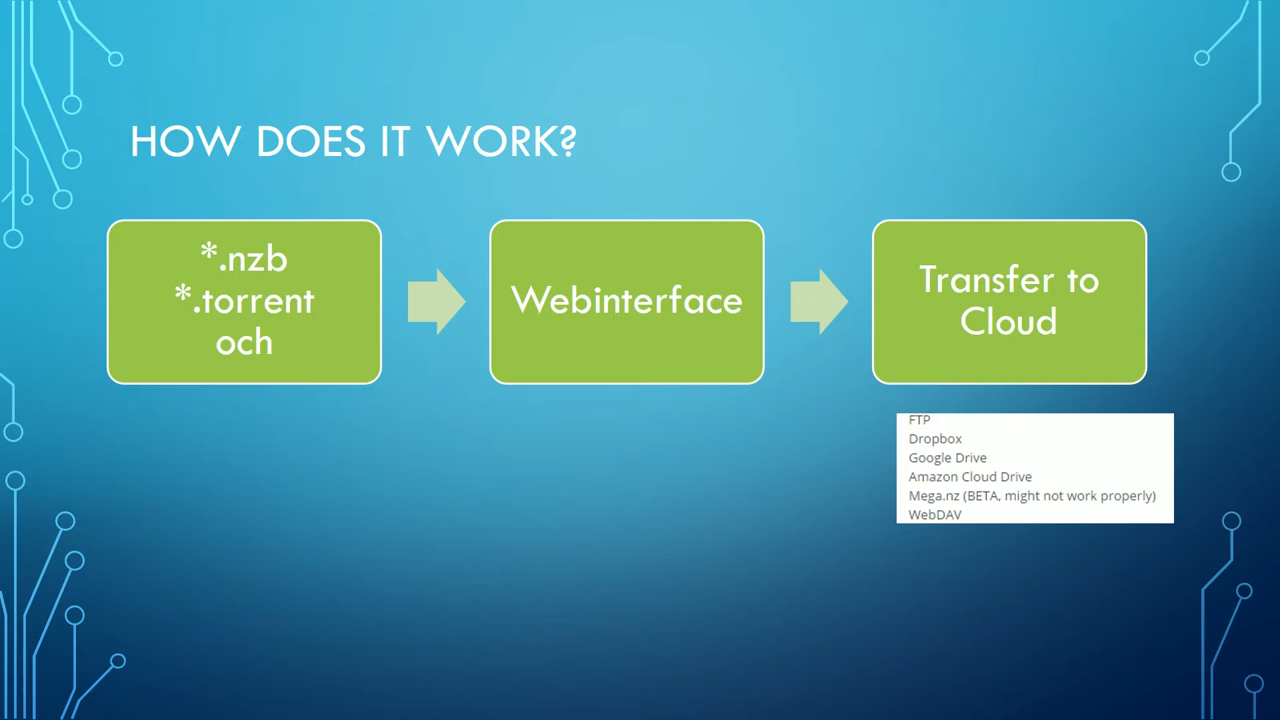 HOW DOES IT WORK?
*.nzb
*.torrent
och
Webinterface
Transfer to
Cloud
FTP
Dropbox
Google Drive
Amazon Cloud Drive
Mega.nz (BETA, might not work properly)
WebDAV